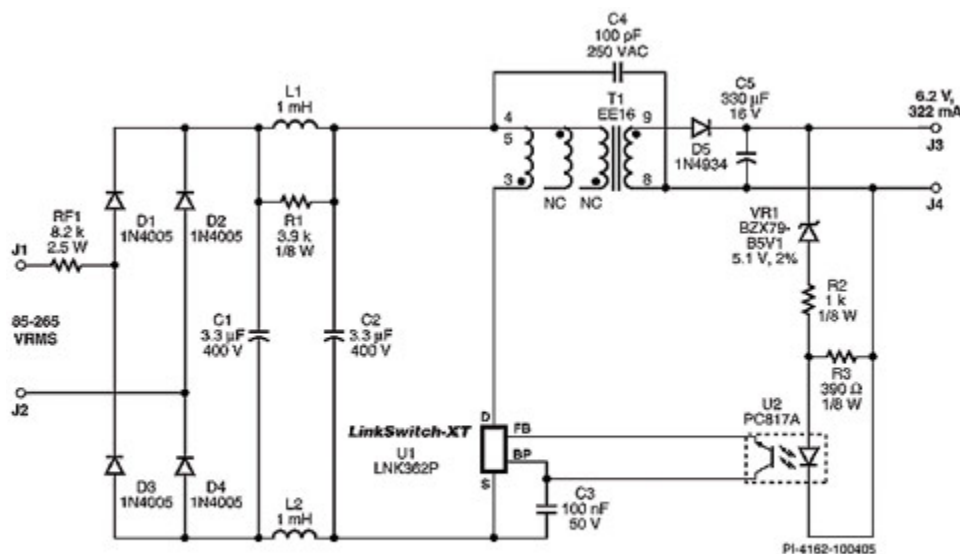 C4
100 pF
250 VAC
L1
1 mH
T1
EE16
C5
330 µF
16 V
6.2 V,
322 mA
J3
J4
4
5
3
9
8
NC
NC
D5
1N4934
D1
1N4005
D2
1N4005
RF1
8.2 k
2.5 W
J1
R1
3.9 k
1/8 W
VR1
BZX79-
B5V1
5.1 V, 2%
R2
1 k
1/8 W
85-265
VRMS
C1
3.3 µF
400 V
C2
3.3 µF
400 V
R3
390 Ω
1/8 W
J2
LinkSwitch-XT
U1
LNK362P
D
FB
BP
S
U2
PC817A
D3
1N4005
D4
1N4005
L2
1 mH
C3
100 nF
50 V
PI-4162-100405